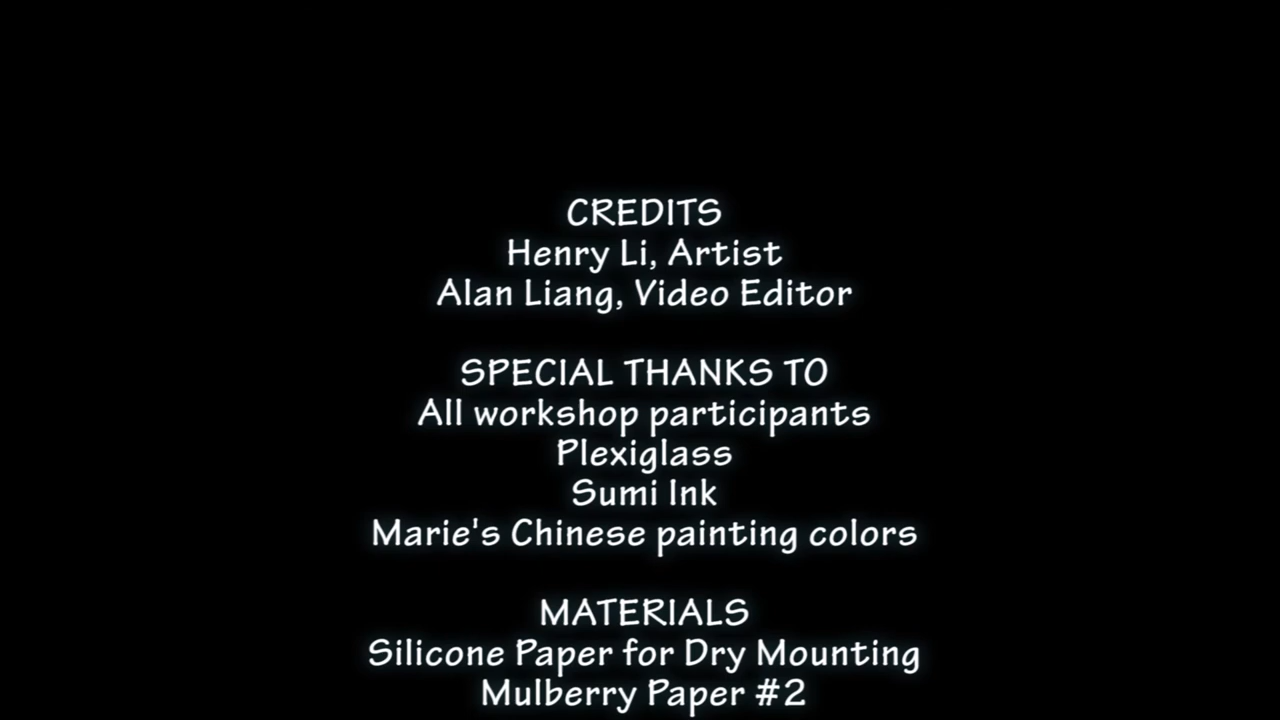 CREDITS
Henry Li, Artist
Alan Liang, Video Editor
SPECIAL THANKS TO
All workshop participants
Plexiglass
Sumi Ink
Marie's Chinese painting colors
MATERIALS
Silicone Paper for Dry Mounting
Mulberry Paper #2